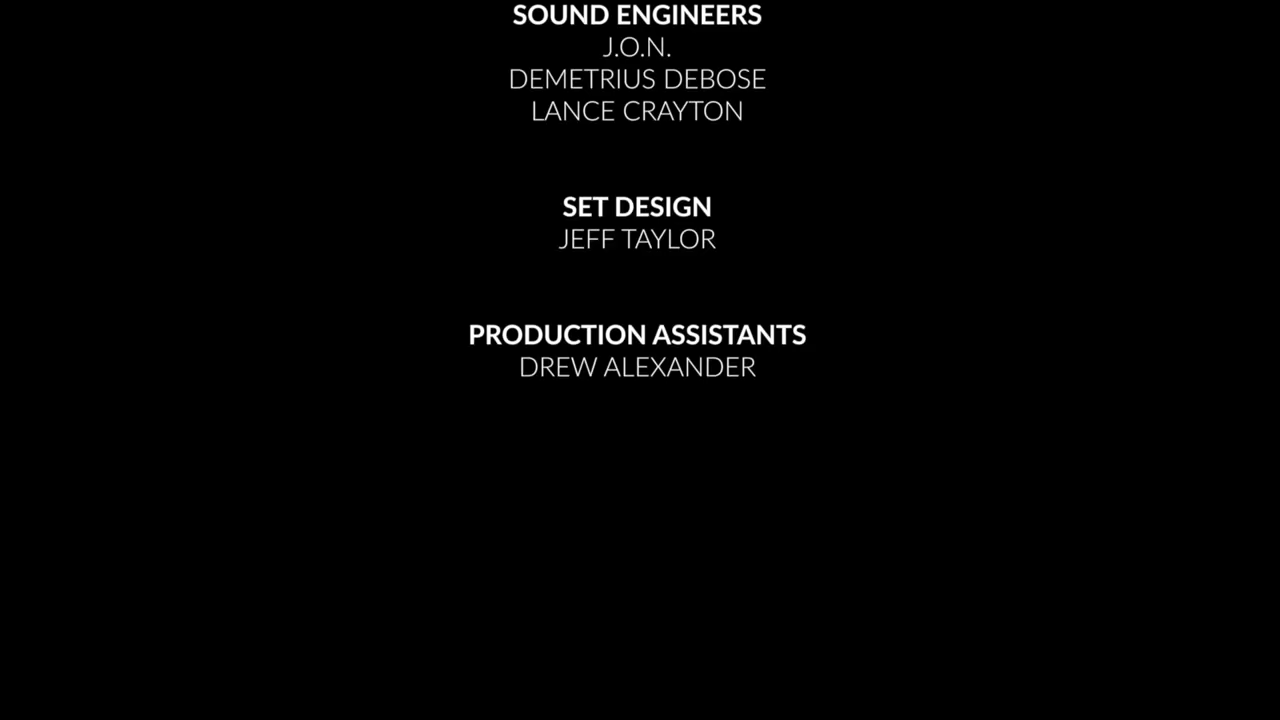 SOUND ENGINEERS
J.O.N.
DEMETRIUS DEBOSE
LANCE CRAYTON
SET DESIGN
JEFF TAYLOR
PRODUCTION ASSISTANTS
DREW ALEXANDER